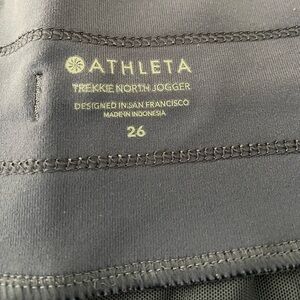 ATHLETA
TREKKIE NORTH JOGGER
DESIGNED IN SAN FRANCISCO
MADE IN INDONESIA
26